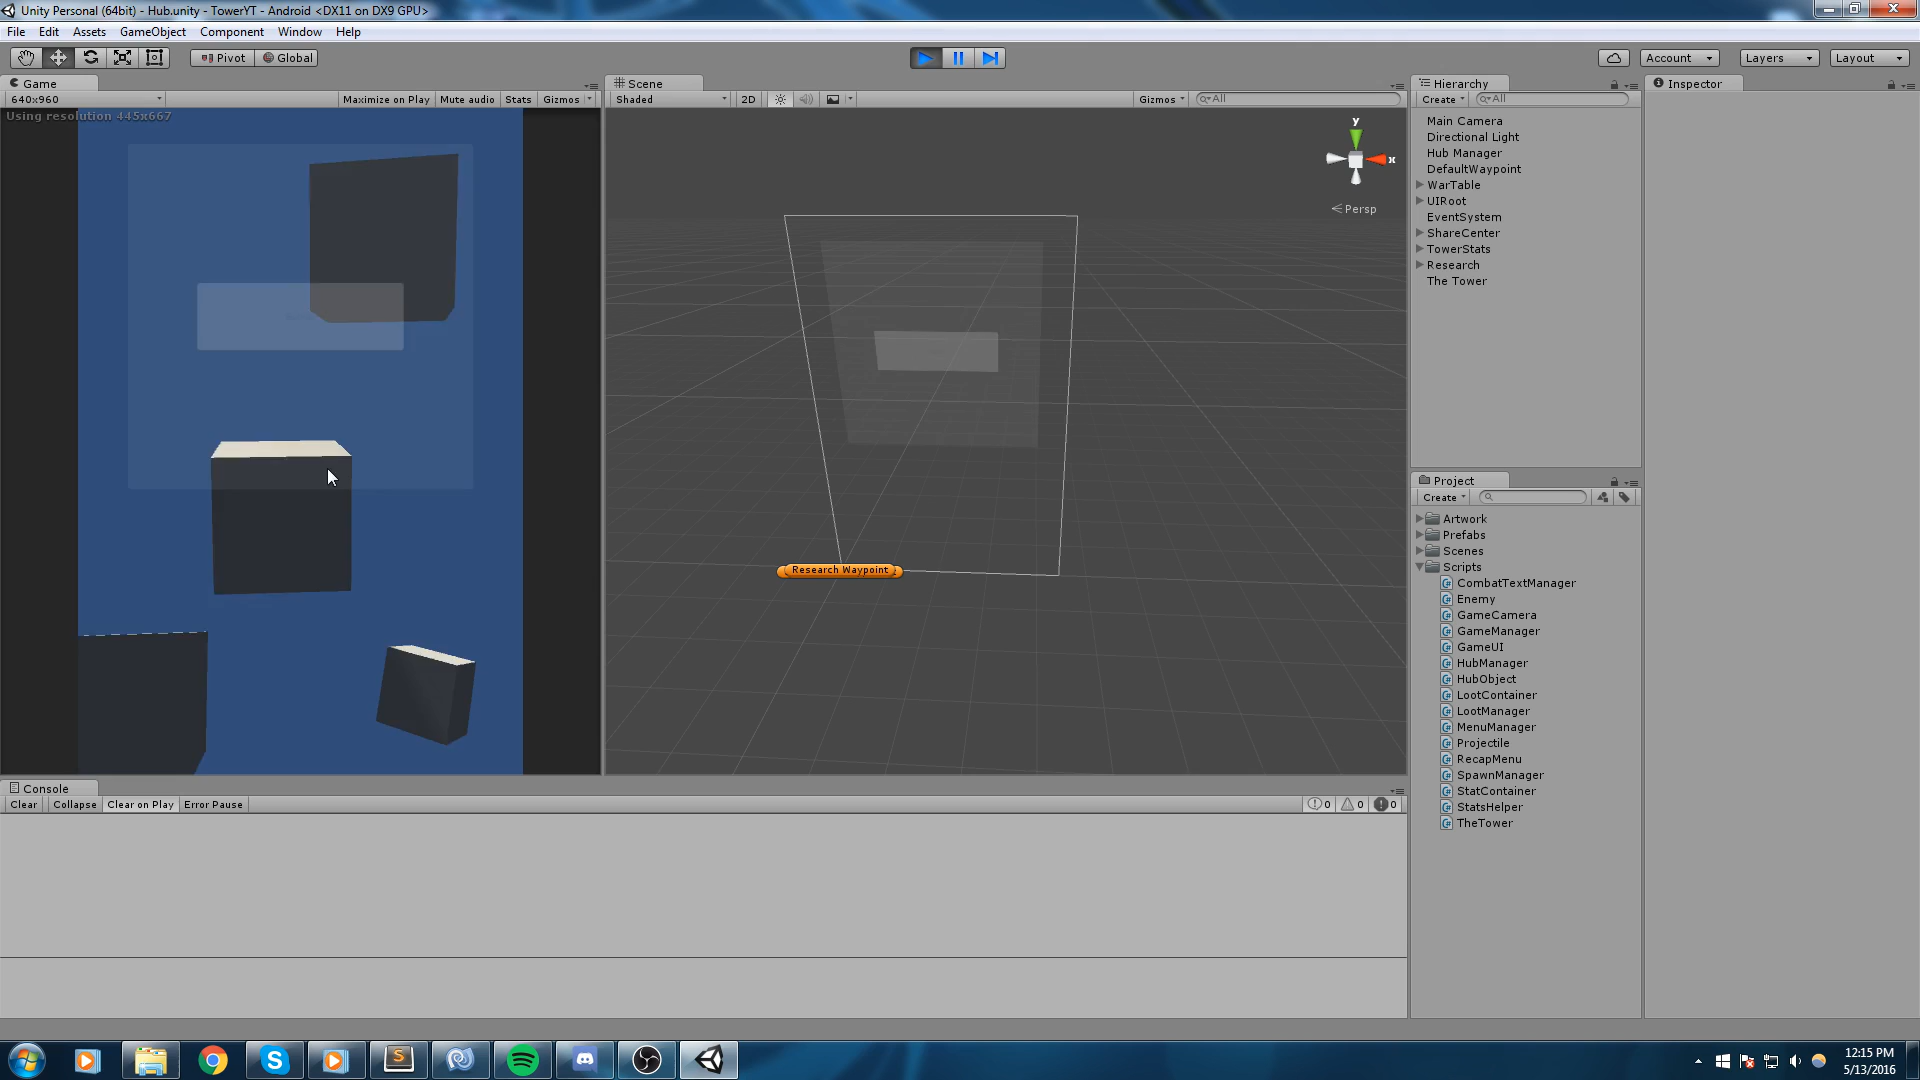 Unity Personal (64bit) - Hub.unity - TowerYT - Android <DX11 on DX9 GPU>
File Edit Assets GameObject Component Window Help
Pivot Global Account Layers Layout
Game
640x960 Maximize on Play Mute audio Stats Gizmos
Using resolution 445x667
Scene
Shaded 2D Gizmos All
y
x
Persp
Research Waypoint
Hierarchy
Create All
Main Camera
Directional Light
Hub Manager
DefaultWaypoint
WarTable
UIRoot
EventSystem
ShareCenter
TowerStats
Research
The Tower
Project
Create
Artwork
Prefabs
Scenes
Scripts
CombatTextManager
Enemy
GameCamera
GameManager
GameUI
HubManager
HubObject
LootContainer
LootManager
MenuManager
Projectile
RecapMenu
SpawnManager
StatContainer
StatsHelper
TheTower
Inspector
Console
Clear Collapse Clear on Play Error Pause 0 0 0
12:15 PM
5/13/2016